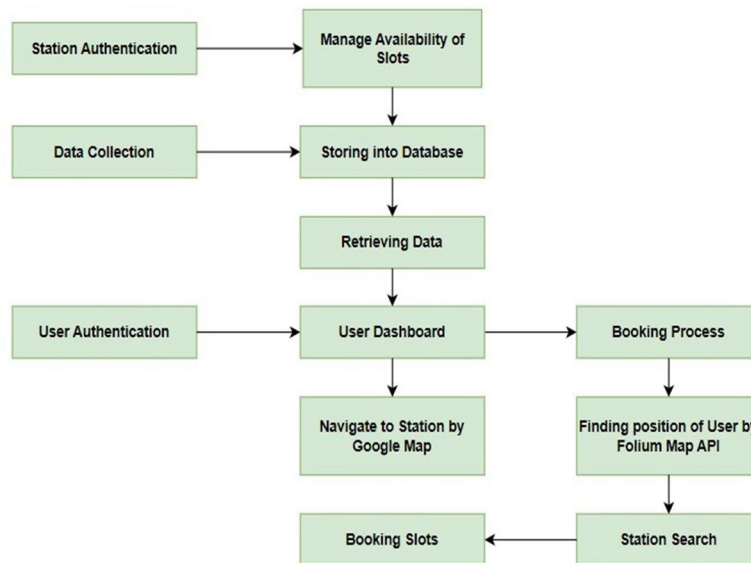 Station Authentication
Manage Availability of
Slots
Data Collection
Storing into Database
Retrieving Data
User Authentication
User Dashboard
Booking Process
Navigate to Station by
Google Map
Finding position of User by
Folium Map API
Booking Slots
Station Search